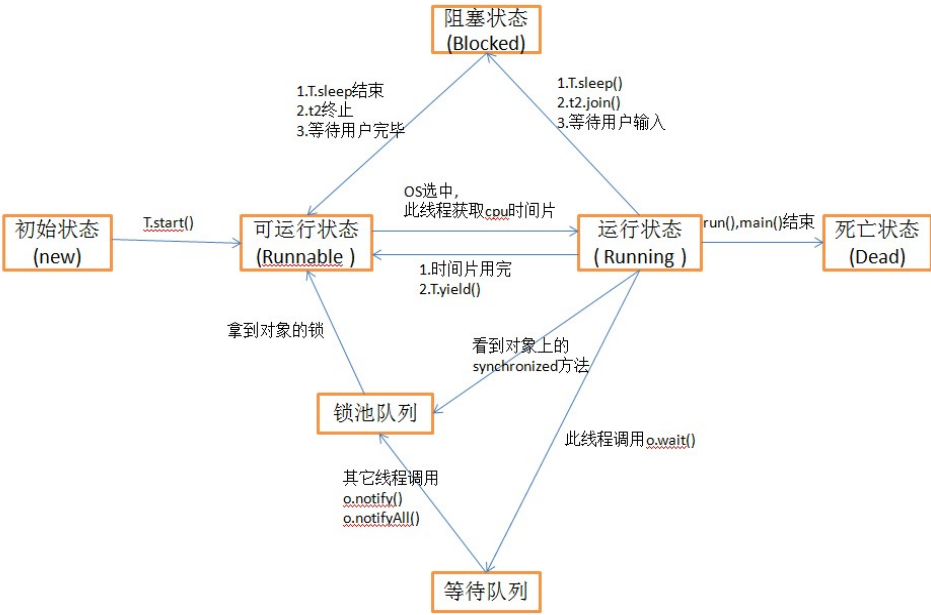 阻塞状态
(Blocked)
1.T.sleep结束
2.t2终止
3.等待用户完毕
1.T.sleep()
2.t2.join()
3.等待用户输入
OS选中，
此线程获取cpu时间片
初始状态
(new)
T.start()
可运行状态
(Runnable )
运行状态
( Running )
run(),main()结束
死亡状态
(Dead)
1.时间片用完
2.T.yield()
拿到对象的锁
看到对象上的
synchronized方法
锁池队列
此线程调用o.wait()
其它线程调用
o.notify()
o.notifyAll()
等待队列